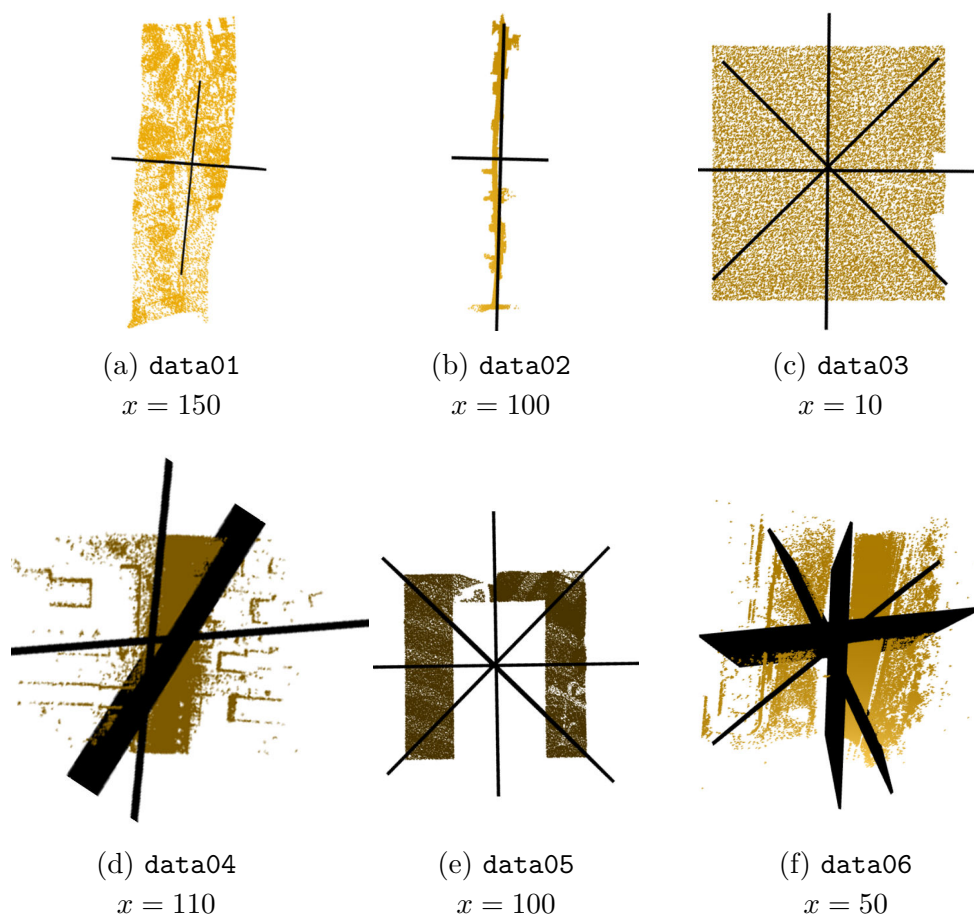 (a) data01
x = 150
(b) data02
x = 100
(c) data03
x = 10
(d) data04
x = 110
(e) data05
x = 100
(f) data06
x = 50